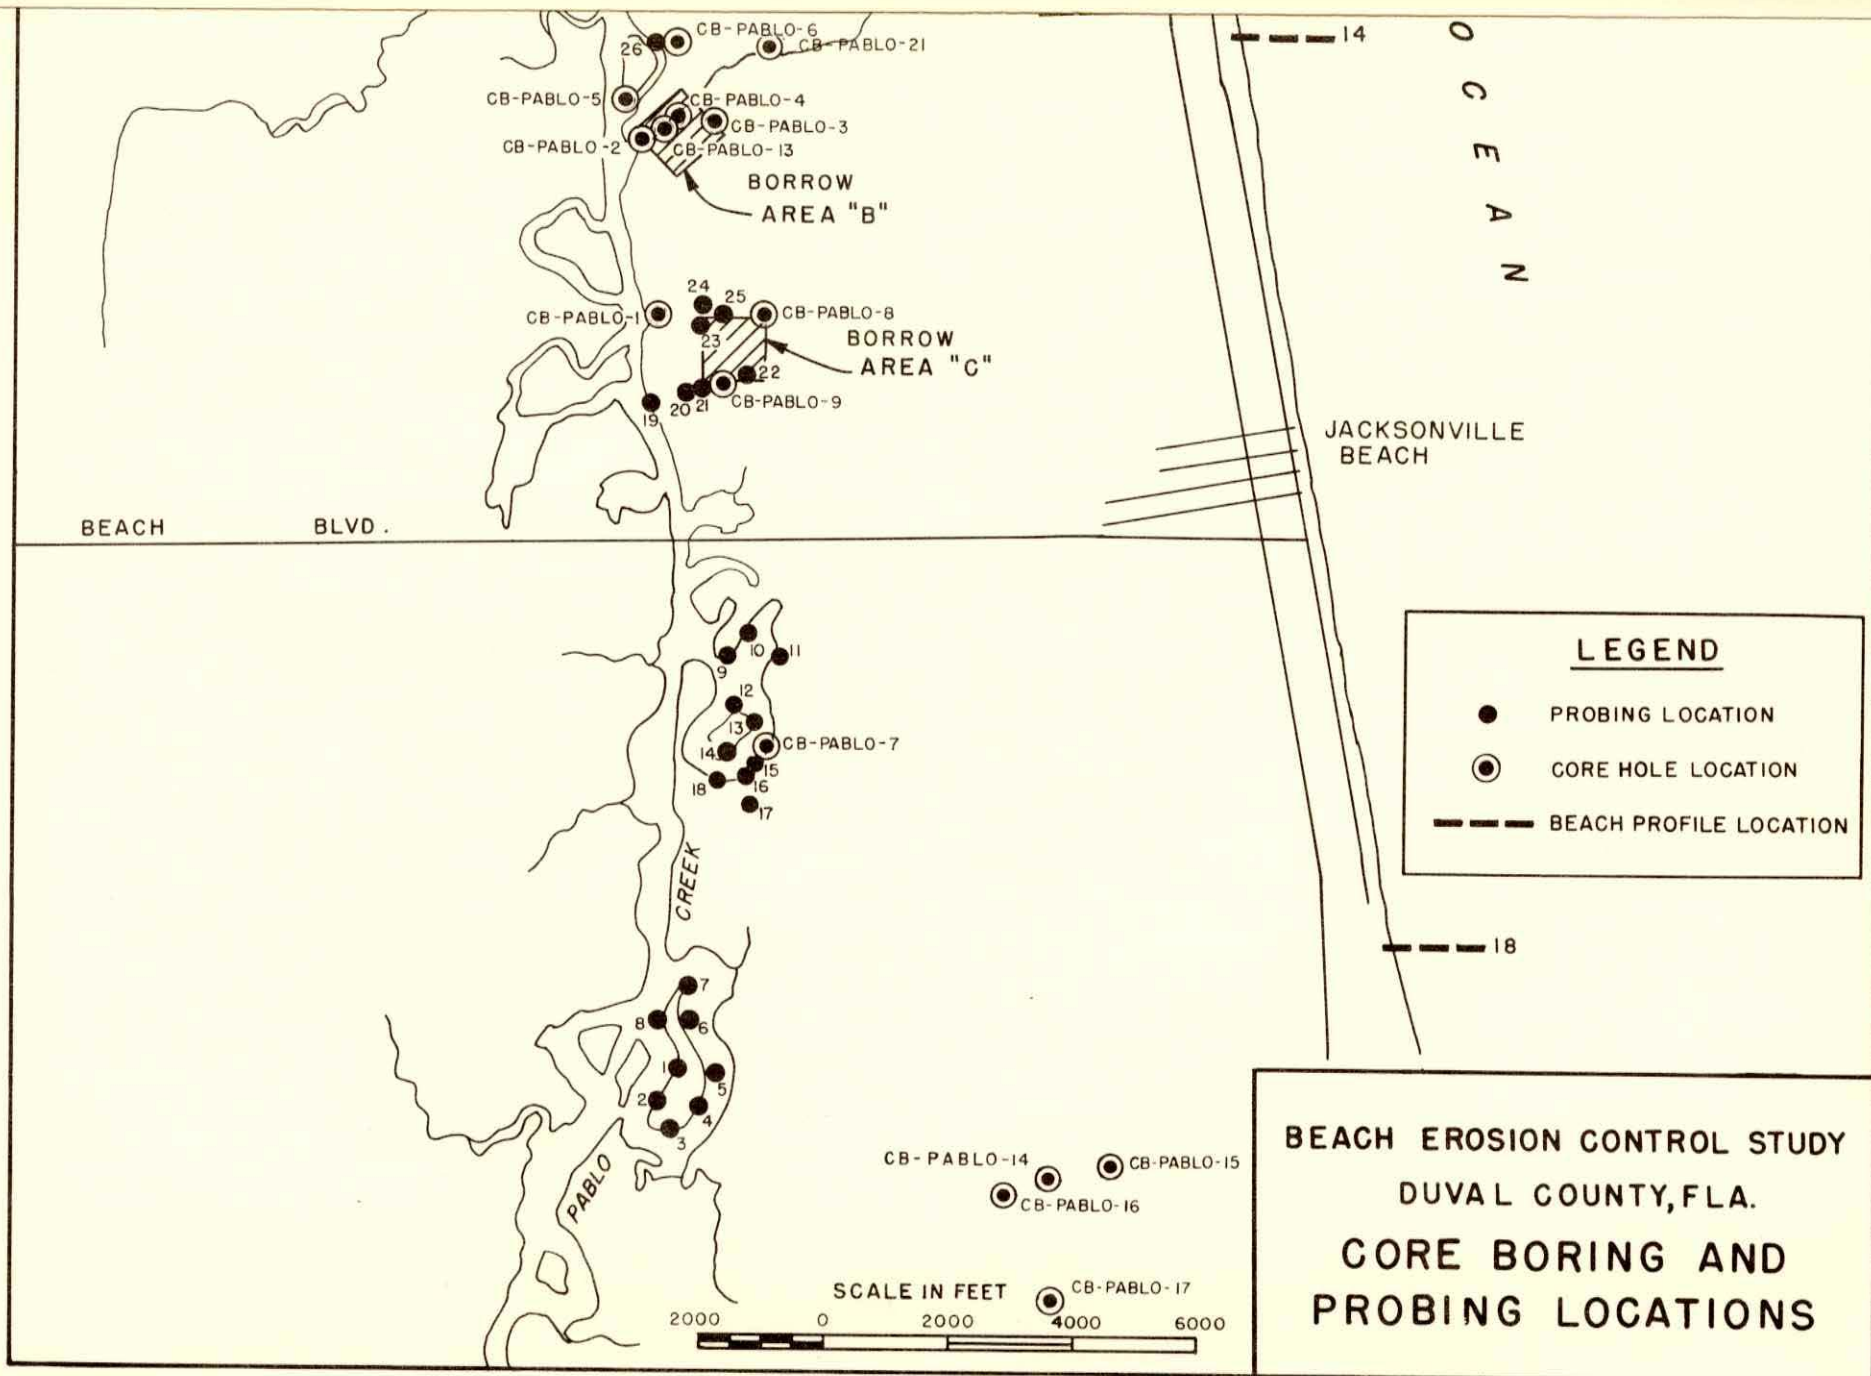 26
CB-PABLO-6
CB-PABLO-21
14
OCEAN
CB-PABLO-5
CB-PABLO-4
CB-PABLO-3
CB-PABLO-2
CB-PABLO-13
BORROW
AREA "B"
24
25
CB-PABLO-1
CB-PABLO-8
23
BORROW
AREA "C"
22
19
20
21
CB-PABLO-9
JACKSONVILLE
BEACH
BEACH BLVD.
10
11
9
12
13
CB-PABLO-7
14
15
18
16
17
LEGEND
PROBING LOCATION
CORE HOLE LOCATION
BEACH PROFILE LOCATION
CREEK
18
7
8
6
1
5
2
4
3
PABLO
CB-PABLO-14
CB-PABLO-15
CB-PABLO-16
CB-PABLO-17
SCALE IN FEET
2000 0 2000 4000 6000
BEACH EROSION CONTROL STUDY
DUVAL COUNTY, FLA.
CORE BORING AND
PROBING LOCATIONS